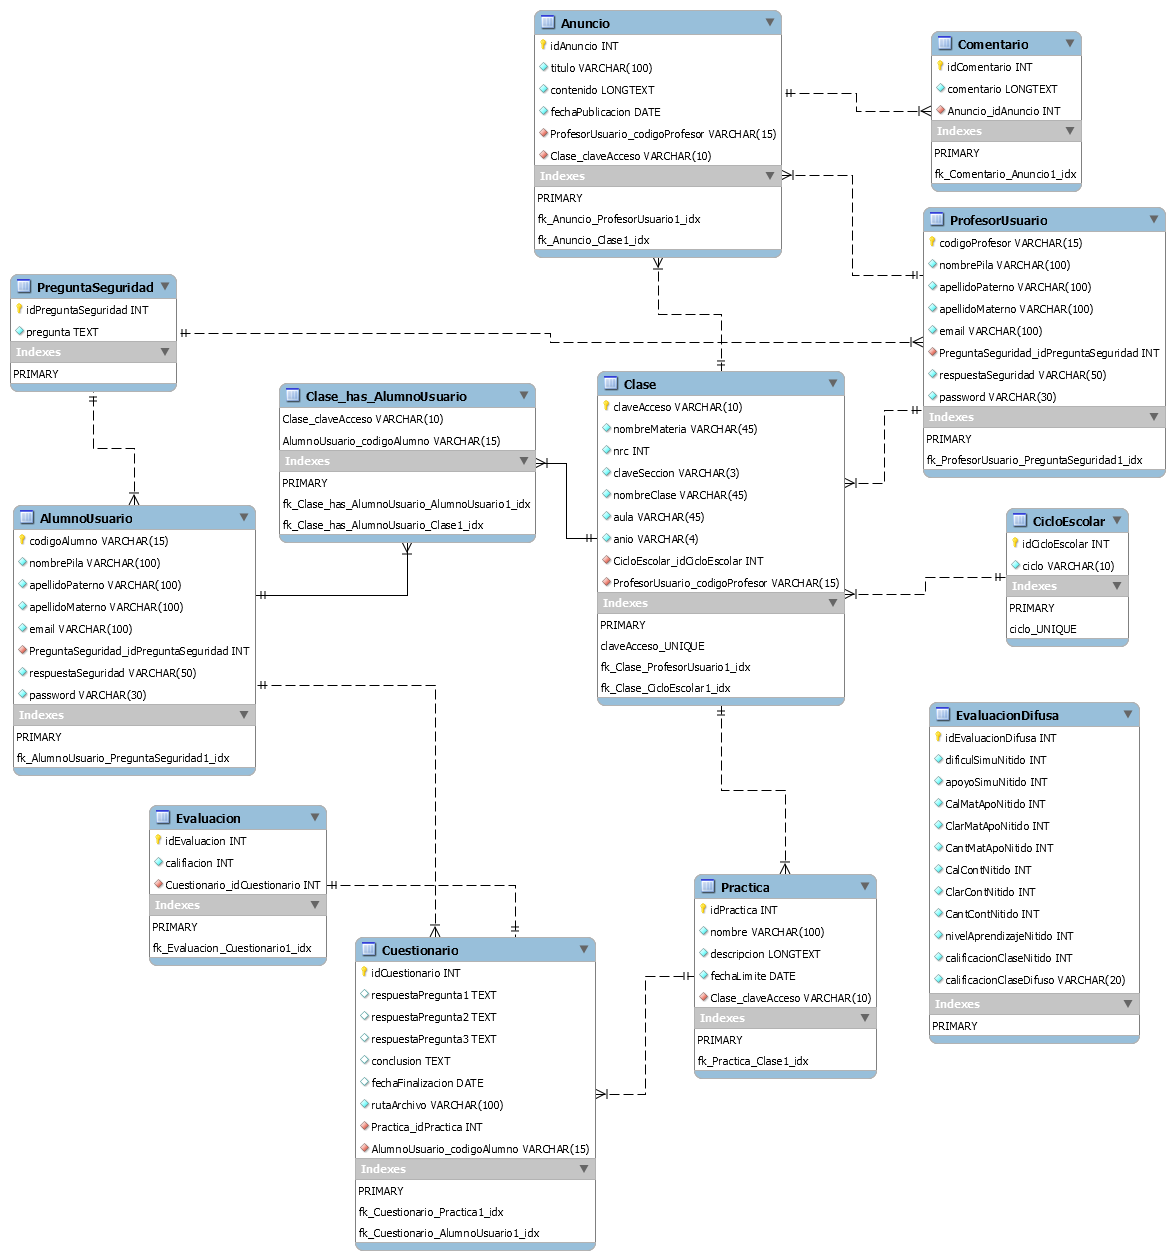 Anuncio
idAnuncio INT
titulo VARCHAR(100)
contenido LONGTEXT
fechaPublicacion DATE
ProfesorUsuario_codigoProfesor VARCHAR(15)
Clase_claveAcceso VARCHAR(10)
Indexes
PRIMARY
fk_Anuncio_ProfesorUsuario1_idx
fk_Anuncio_Clase1_idx
Comentario
idComentario INT
comentario LONGTEXT
Anuncio_idAnuncio INT
Indexes
PRIMARY
fk_Comentario_Anuncio1_idx
ProfesorUsuario
codigoProfesor VARCHAR(15)
nombrePila VARCHAR(100)
apellidoPaterno VARCHAR(100)
apellidoMaterno VARCHAR(100)
email VARCHAR(100)
PreguntaSeguridad_idPreguntaSeguridad INT
respuestaSeguridad VARCHAR(50)
password VARCHAR(30)
Indexes
PRIMARY
fk_ProfesorUsuario_PreguntaSeguridad1_idx
PreguntaSeguridad
idPreguntaSeguridad INT
pregunta TEXT
Indexes
PRIMARY
Clase_has_AlumnoUsuario
Clase_claveAcceso VARCHAR(10)
AlumnoUsuario_codigoAlumno VARCHAR(15)
Indexes
PRIMARY
fk_Clase_has_AlumnoUsuario_AlumnoUsuario1_idx
fk_Clase_has_AlumnoUsuario_Clase1_idx
Clase
claveAcceso VARCHAR(10)
nombreMateria VARCHAR(45)
nrc INT
claveSeccion VARCHAR(3)
nombreClase VARCHAR(45)
aula VARCHAR(45)
anio VARCHAR(4)
CicloEscolar_idCicloEscolar INT
ProfesorUsuario_codigoProfesor VARCHAR(15)
Indexes
PRIMARY
claveAcceso_UNIQUE
fk_Clase_ProfesorUsuario1_idx
fk_Clase_CicloEscolar1_idx
AlumnoUsuario
codigoAlumno VARCHAR(15)
nombrePila VARCHAR(100)
apellidoPaterno VARCHAR(100)
apellidoMaterno VARCHAR(100)
email VARCHAR(100)
PreguntaSeguridad_idPreguntaSeguridad INT
respuestaSeguridad VARCHAR(50)
password VARCHAR(30)
Indexes
PRIMARY
fk_AlumnoUsuario_PreguntaSeguridad1_idx
CicloEscolar
idCicloEscolar INT
ciclo VARCHAR(10)
Indexes
PRIMARY
ciclo_UNIQUE
EvaluacionDifusa
idEvaluacionDifusa INT
dificulSimuNitido INT
apoyoSimuNitido INT
CalMatApoNitido INT
ClarMatApoNitido INT
CantMatApoNitido INT
CalContNitido INT
ClarContNitido INT
CantContNitido INT
nivelAprendizajeNitido INT
calificacionClaseNitido INT
calificacionClaseDifuso VARCHAR(20)
Indexes
PRIMARY
Evaluacion
idEvaluacion INT
califiacion INT
Cuestionario_idCuestionario INT
Indexes
PRIMARY
fk_Evaluacion_Cuestionario1_idx
Cuestionario
idCuestionario INT
respuestaPregunta1 TEXT
respuestaPregunta2 TEXT
respuestaPregunta3 TEXT
conclusion TEXT
fechaFinalizacion DATE
rutaArchivo VARCHAR(100)
Practica_idPractica INT
AlumnoUsuario_codigoAlumno VARCHAR(15)
Indexes
PRIMARY
fk_Cuestionario_Practica1_idx
fk_Cuestionario_AlumnoUsuario1_idx
Practica
idPractica INT
nombre VARCHAR(100)
descripcion LONGTEXT
fechaLimite DATE
Clase_claveAcceso VARCHAR(10)
Indexes
PRIMARY
fk_Practica_Clase1_idx